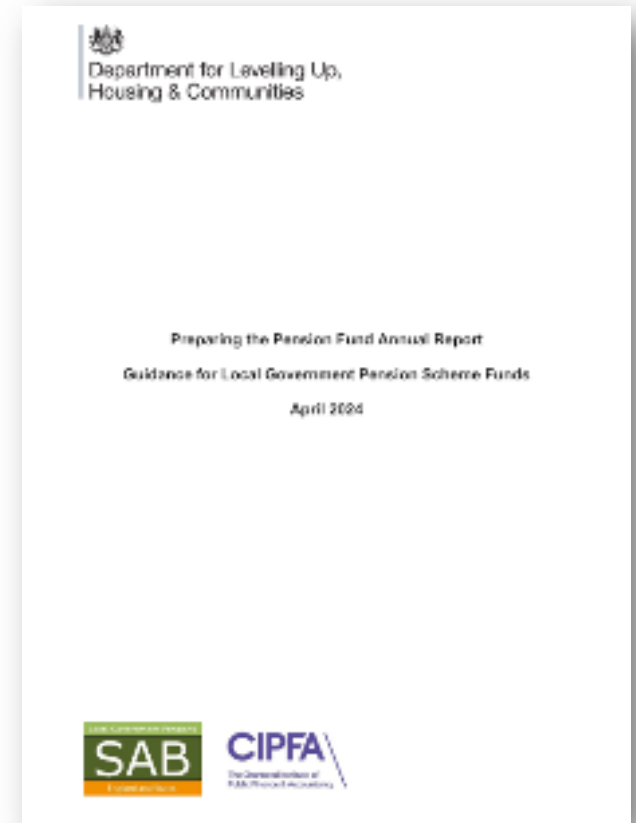 Department for Levelling Up,
Housing & Communities
Preparing the Pension Fund Annual Report
Guidance for Local Government Pension Scheme Funds
April 2024
SAB
CIPFA
The Chartered Institute of
Public Finance & Accountancy